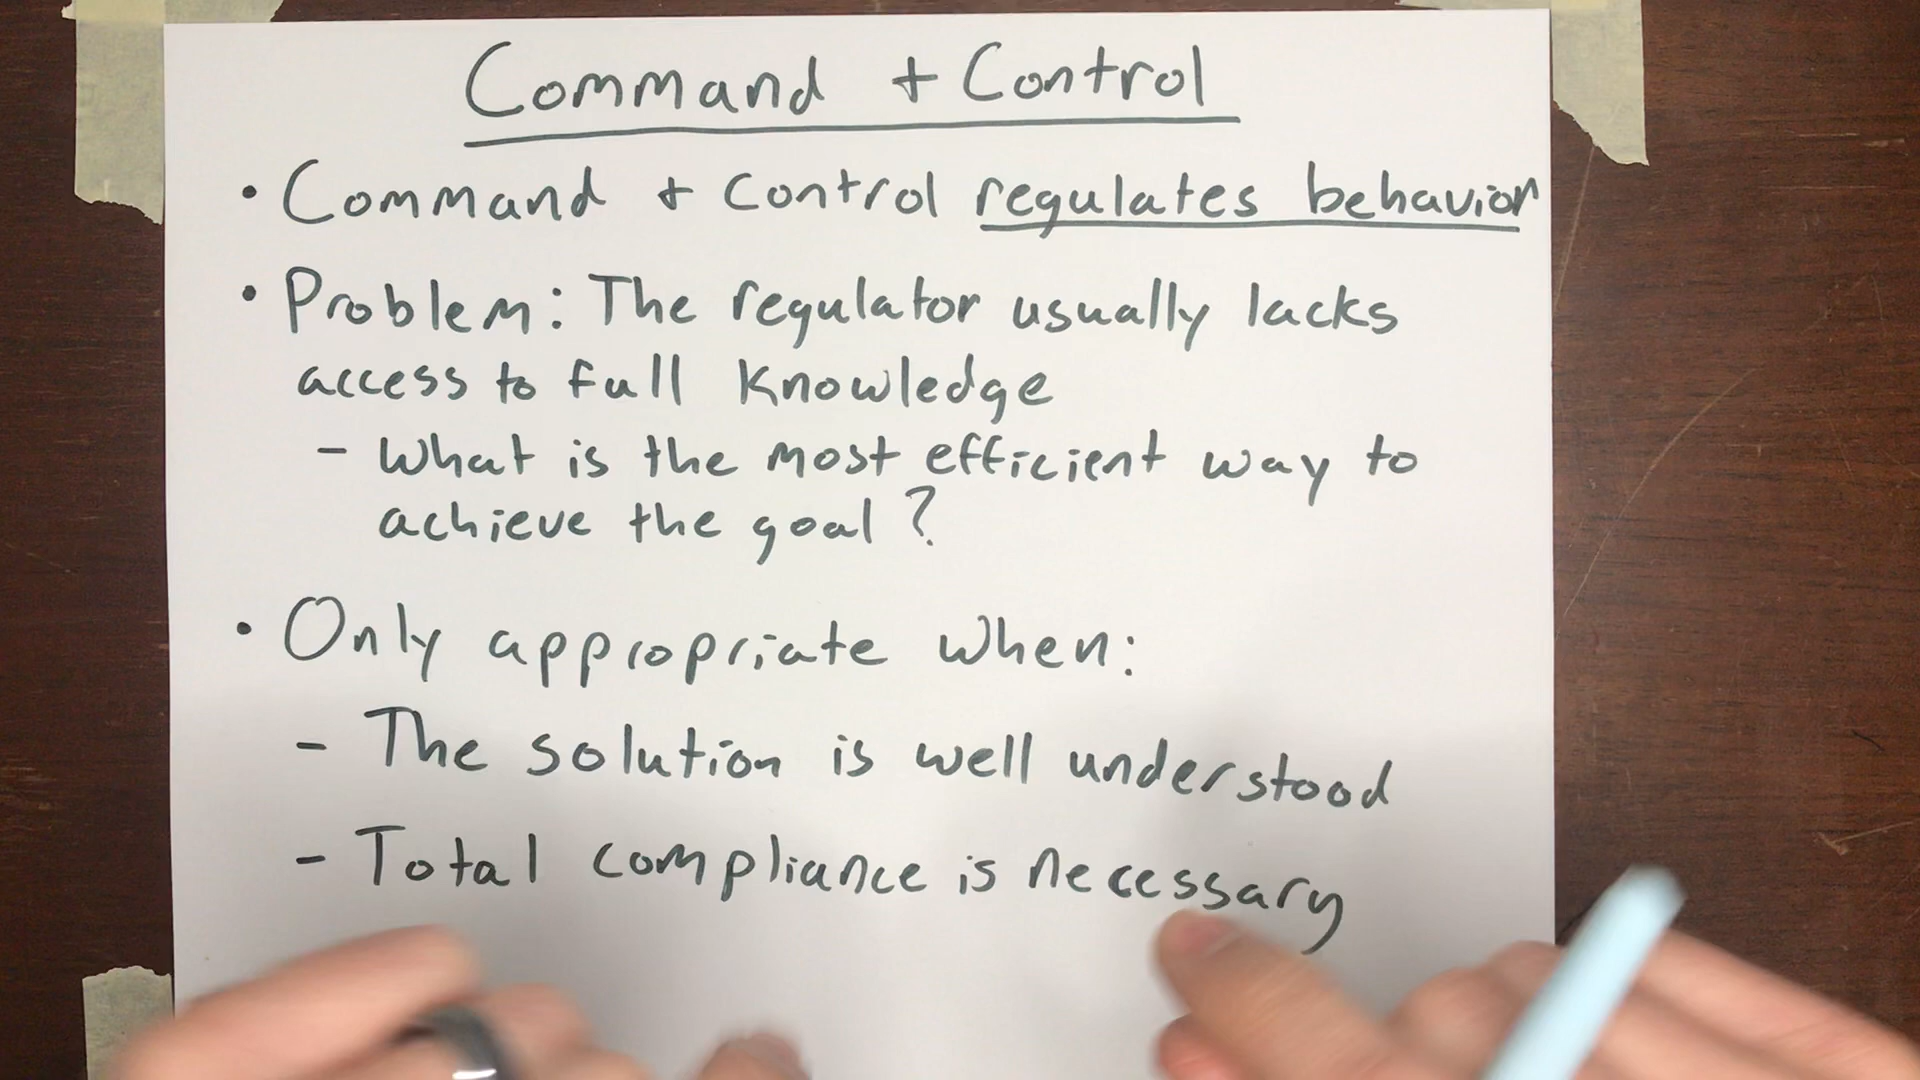 Command + Control
• Command + Control regulates behavior
• Problem: The regulator usually lacks
access to full knowledge
- What is the most efficient way to
achieve the goal?
• Only appropriate when:
- The solution is well understood
- Total compliance is necessary